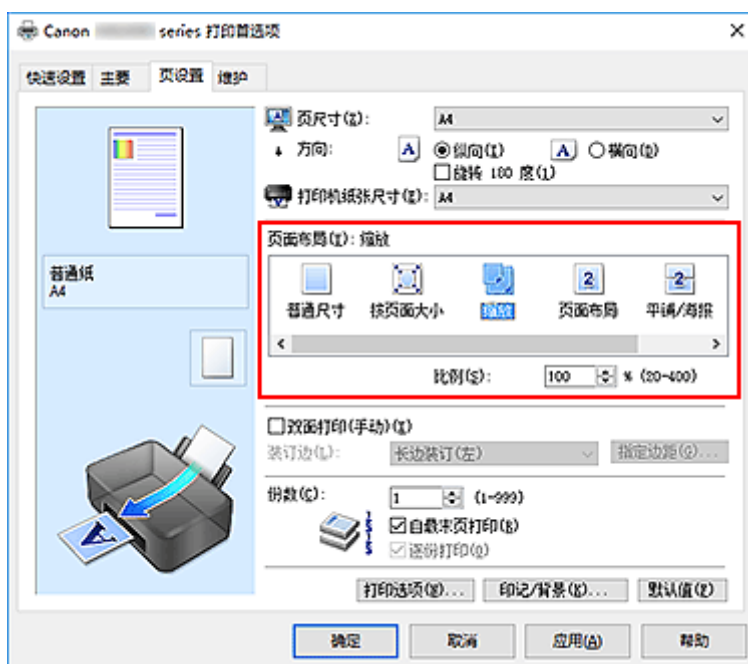 Canon series 打印首选项
快速设置 主要 页设置 维护
页尺寸(Z): A4
方向: A 纵向(T) A 横向(D)
旋转 180 度(1)
打印机纸张尺寸(E): A4
页面布局(I): 缩放
普通纸
A4
2 2
普通尺寸 按页面大小 缩放 页面布局 平铺/海报
比例(S): 100 % (20-400)
双面打印(手动)(X)
装订边(L): 长边装订(左) 指定边距(G)...
份数(C): 1 (1-999)
自最末页打印(R)
逐份打印(O)
打印选项(W)... 印记/背景(K)... 默认值(Z)
确定 取消 应用(A) 帮助